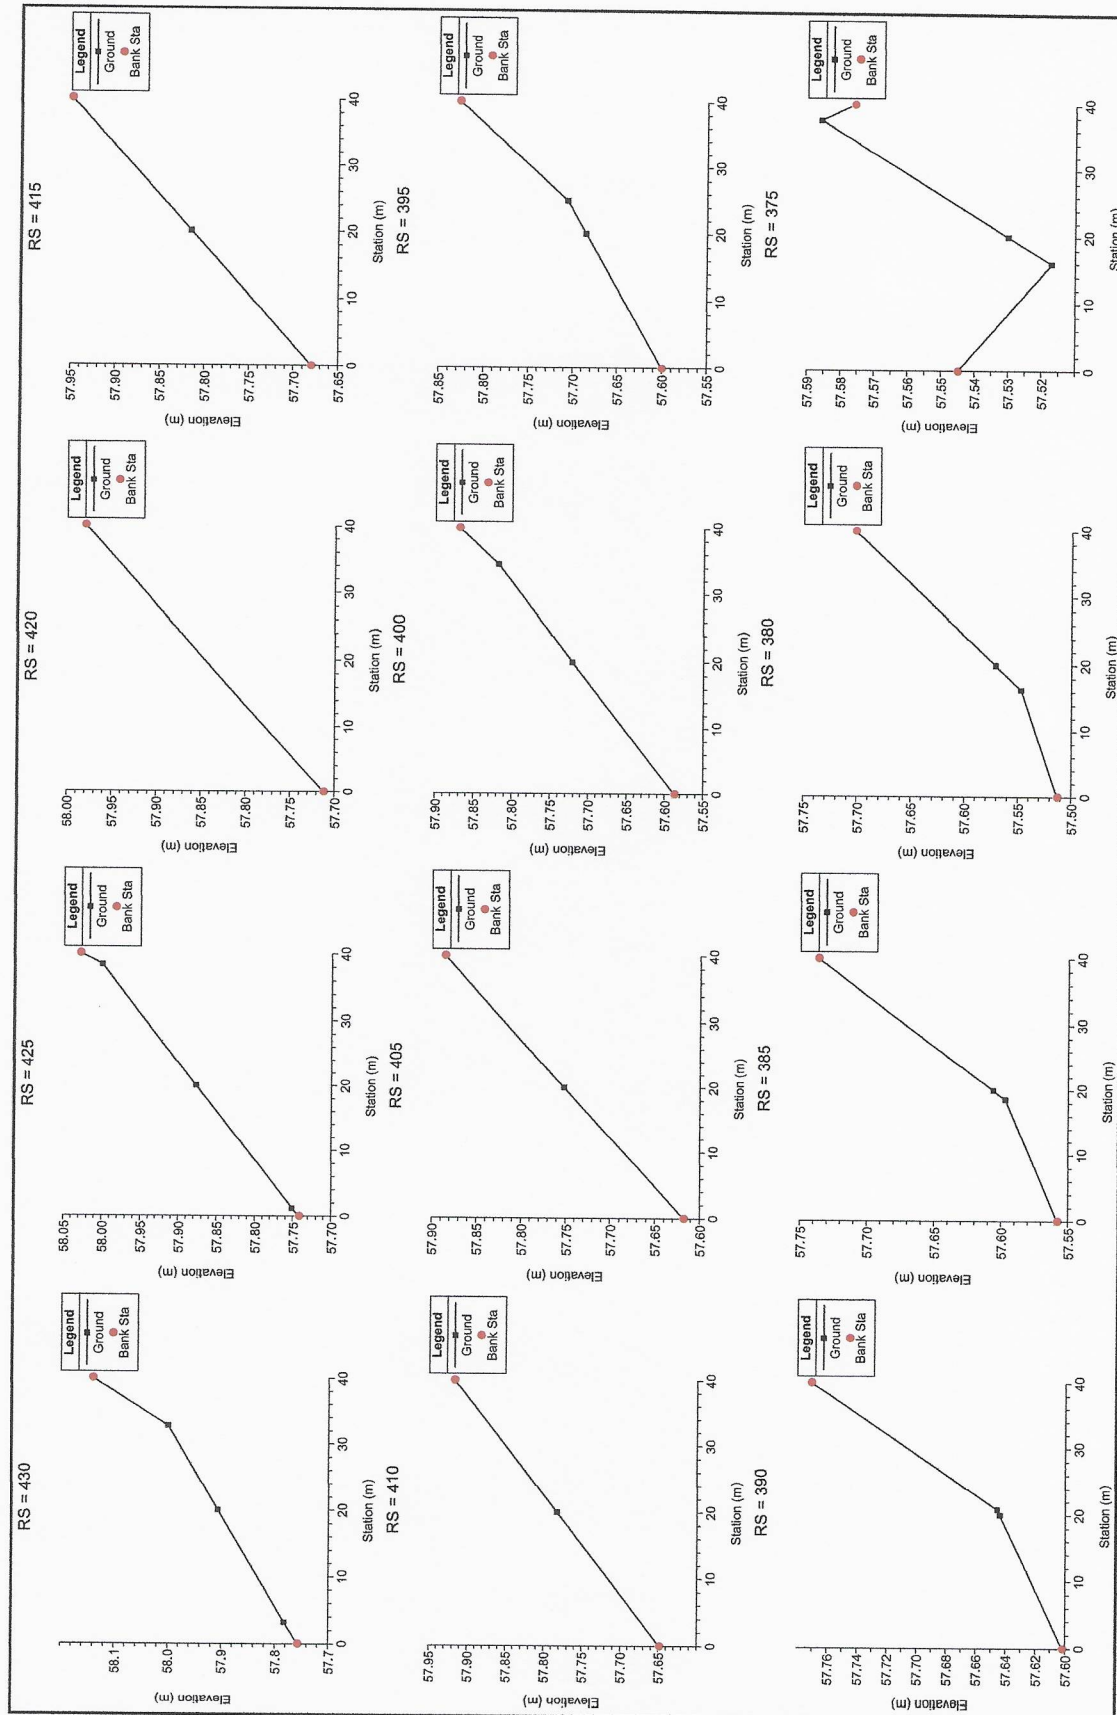 RS = 430
Elevation (m)
58.1
58.0
57.9
57.8
57.7
0 10 20 30 40
Station (m)
Legend
Ground
Bank Sta
RS = 425
Elevation (m)
58.05
58.00
57.95
57.90
57.85
57.80
57.75
57.70
0 10 20 30 40
Station (m)
Legend
Ground
Bank Sta
RS = 420
Elevation (m)
58.00
57.95
57.90
57.85
57.80
57.75
57.70
0 10 20 30 40
Station (m)
Legend
Ground
Bank Sta
RS = 415
Elevation (m)
57.95
57.90
57.85
57.80
57.75
57.70
57.65
0 10 20 30 40
Station (m)
Legend
Ground
Bank Sta
RS = 410
Elevation (m)
57.95
57.90
57.85
57.80
57.75
57.70
57.65
0 10 20 30 40
Station (m)
Legend
Ground
Bank Sta
RS = 405
Elevation (m)
57.90
57.85
57.80
57.75
57.70
57.65
57.60
0 10 20 30 40
Station (m)
Legend
Ground
Bank Sta
RS = 400
Elevation (m)
57.90
57.85
57.80
57.75
57.70
57.65
57.60
57.55
0 10 20 30 40
Station (m)
Legend
Ground
Bank Sta
RS = 395
Elevation (m)
57.85
57.80
57.75
57.70
57.65
57.60
57.55
0 10 20 30 40
Station (m)
Legend
Ground
Bank Sta
RS = 390
Elevation (m)
57.76
57.74
57.72
57.70
57.68
57.66
57.64
57.62
57.60
0 10 20 30 40
Station (m)
Legend
Ground
Bank Sta
RS = 385
Elevation (m)
57.75
57.70
57.65
57.60
57.55
0 10 20 30 40
Station (m)
Legend
Ground
Bank Sta
RS = 380
Elevation (m)
57.75
57.70
57.65
57.60
57.55
57.50
0 10 20 30 40
Station (m)
Legend
Ground
Bank Sta
RS = 375
Elevation (m)
57.59
57.58
57.57
57.56
57.55
57.54
57.53
57.52
0 10 20 30 40
Station (m)
Legend
Ground
Bank Sta